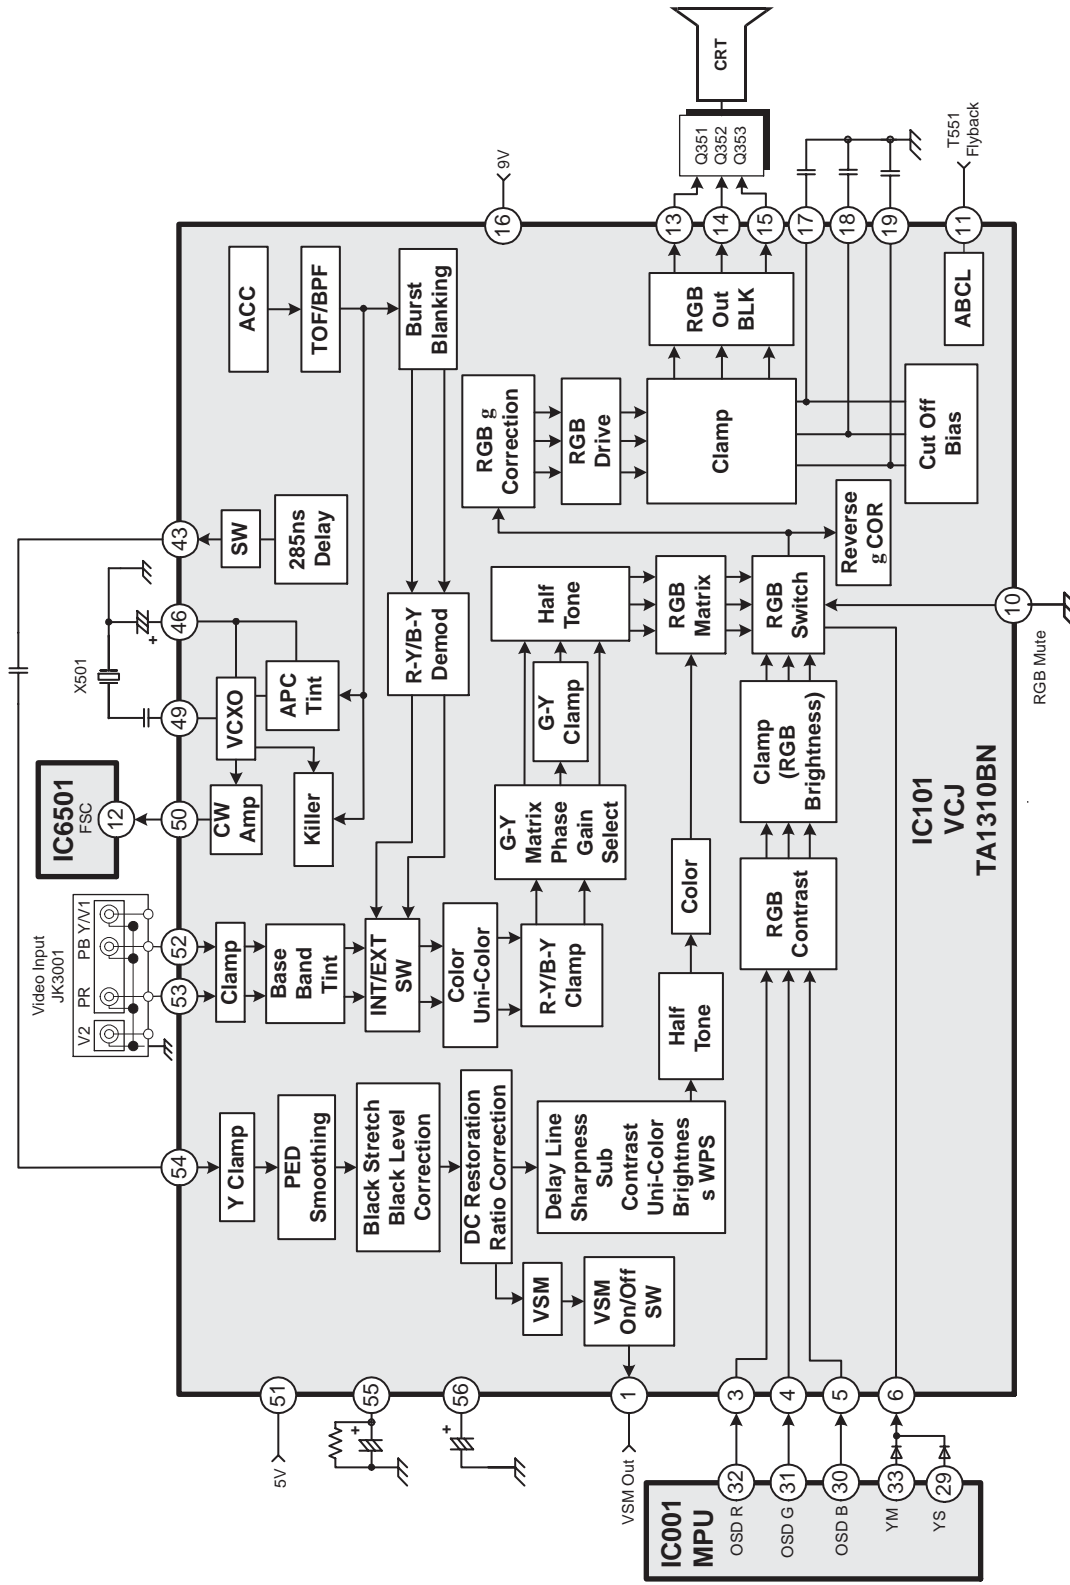 5V
51
55
+
56
+
VSM Out
1
IC001
MPU
OSD R
32
3
OSD G
31
4
OSD B
30
5
YM
33
6
YS
29
54
Y Clamp
PED
Smoothing
Black Stretch
Black Level
Correction
DC Restoration
Ratio Correction
VSM
VSM
On/Off
SW
Delay Line
Sharpness
Sub
Contrast
Uni-Color
Brightnes
s WPS
Half
Tone
Color
Video Input
JK3001
V2
PR
PB
Y/V1
53
52
Clamp
Base
Band
Tint
INT/EXT
SW
Color
Uni-Color
R-Y/B-Y
Clamp
G-Y
Matrix
Phase
Gain
Select
G-Y
Clamp
Half
Tone
RGB
Matrix
RGB
Switch
RGB
Contrast
Clamp
(RGB
Brightness)
IC6501
FSC
12
50
CW
Amp
Killer
49
VCXO
APC
Tint
46
+
X501
43
SW
285ns
Delay
R-Y/B-Y
Demod
ACC
TOF/BPF
Burst
Blanking
16
9V
RGB g
Correction
RGB
Drive
Clamp
RGB
Out
BLK
Reverse
g COR
Cut Off
Bias
ABCL
13
14
15
17
18
19
11
Q351
Q352
Q353
CRT
T551
Flyback
10
RGB Mute
IC101
VCJ
TA1310BN